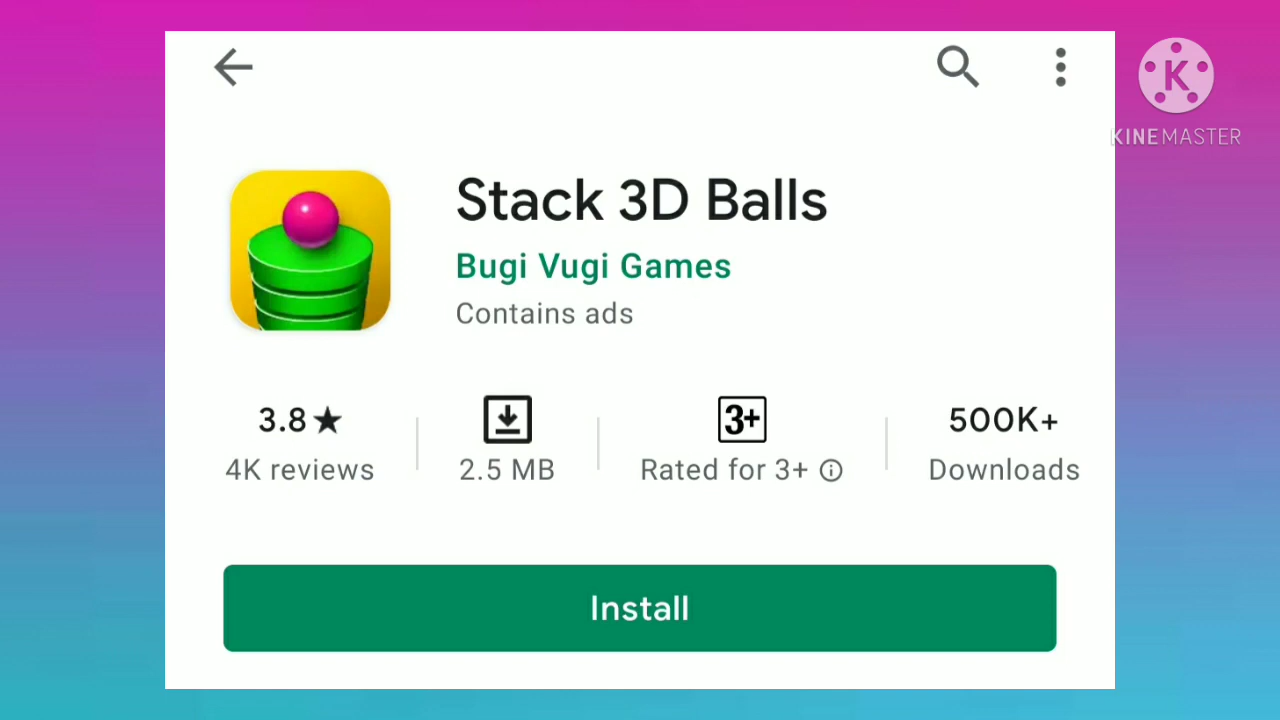 K
KINEMASTER
Stack 3D Balls
Bugi Vugi Games
Contains ads
3.8★
4K reviews
2.5 MB
3+
Rated for 3+
500K+
Downloads
Install